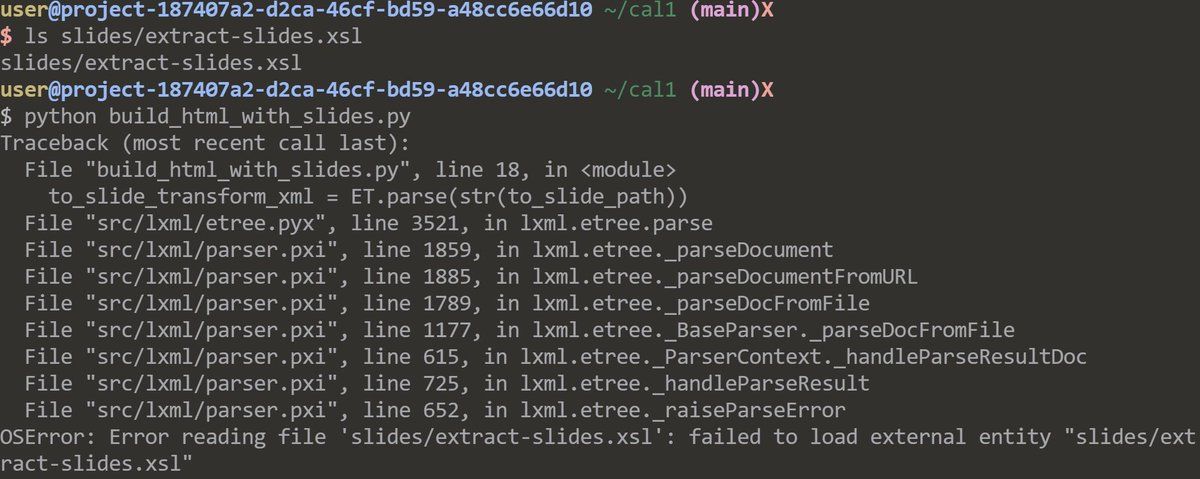 user@project-187407a2-d2ca-46cf-bd59-a48cc6e66d10 ~/cal1 (main)X
$ ls slides/extract-slides.xsl
slides/extract-slides.xsl
user@project-187407a2-d2ca-46cf-bd59-a48cc6e66d10 ~/cal1 (main)X
$ python build_html_with_slides.py
Traceback (most recent call last):
  File "build_html_with_slides.py", line 18, in <module>
    to_slide_transform_xml = ET.parse(str(to_slide_path))
  File "src/lxml/etree.pyx", line 3521, in lxml.etree.parse
  File "src/lxml/parser.pxi", line 1859, in lxml.etree._parseDocument
  File "src/lxml/parser.pxi", line 1885, in lxml.etree._parseDocumentFromURL
  File "src/lxml/parser.pxi", line 1789, in lxml.etree._parseDocFromFile
  File "src/lxml/parser.pxi", line 1177, in lxml.etree._BaseParser._parseDocFromFile
  File "src/lxml/parser.pxi", line 615, in lxml.etree._ParserContext._handleParseResultDoc
  File "src/lxml/parser.pxi", line 725, in lxml.etree._handleParseResult
  File "src/lxml/parser.pxi", line 652, in lxml.etree._raiseParseError
OSError: Error reading file 'slides/extract-slides.xsl': failed to load external entity "slides/ext
ract-slides.xsl"